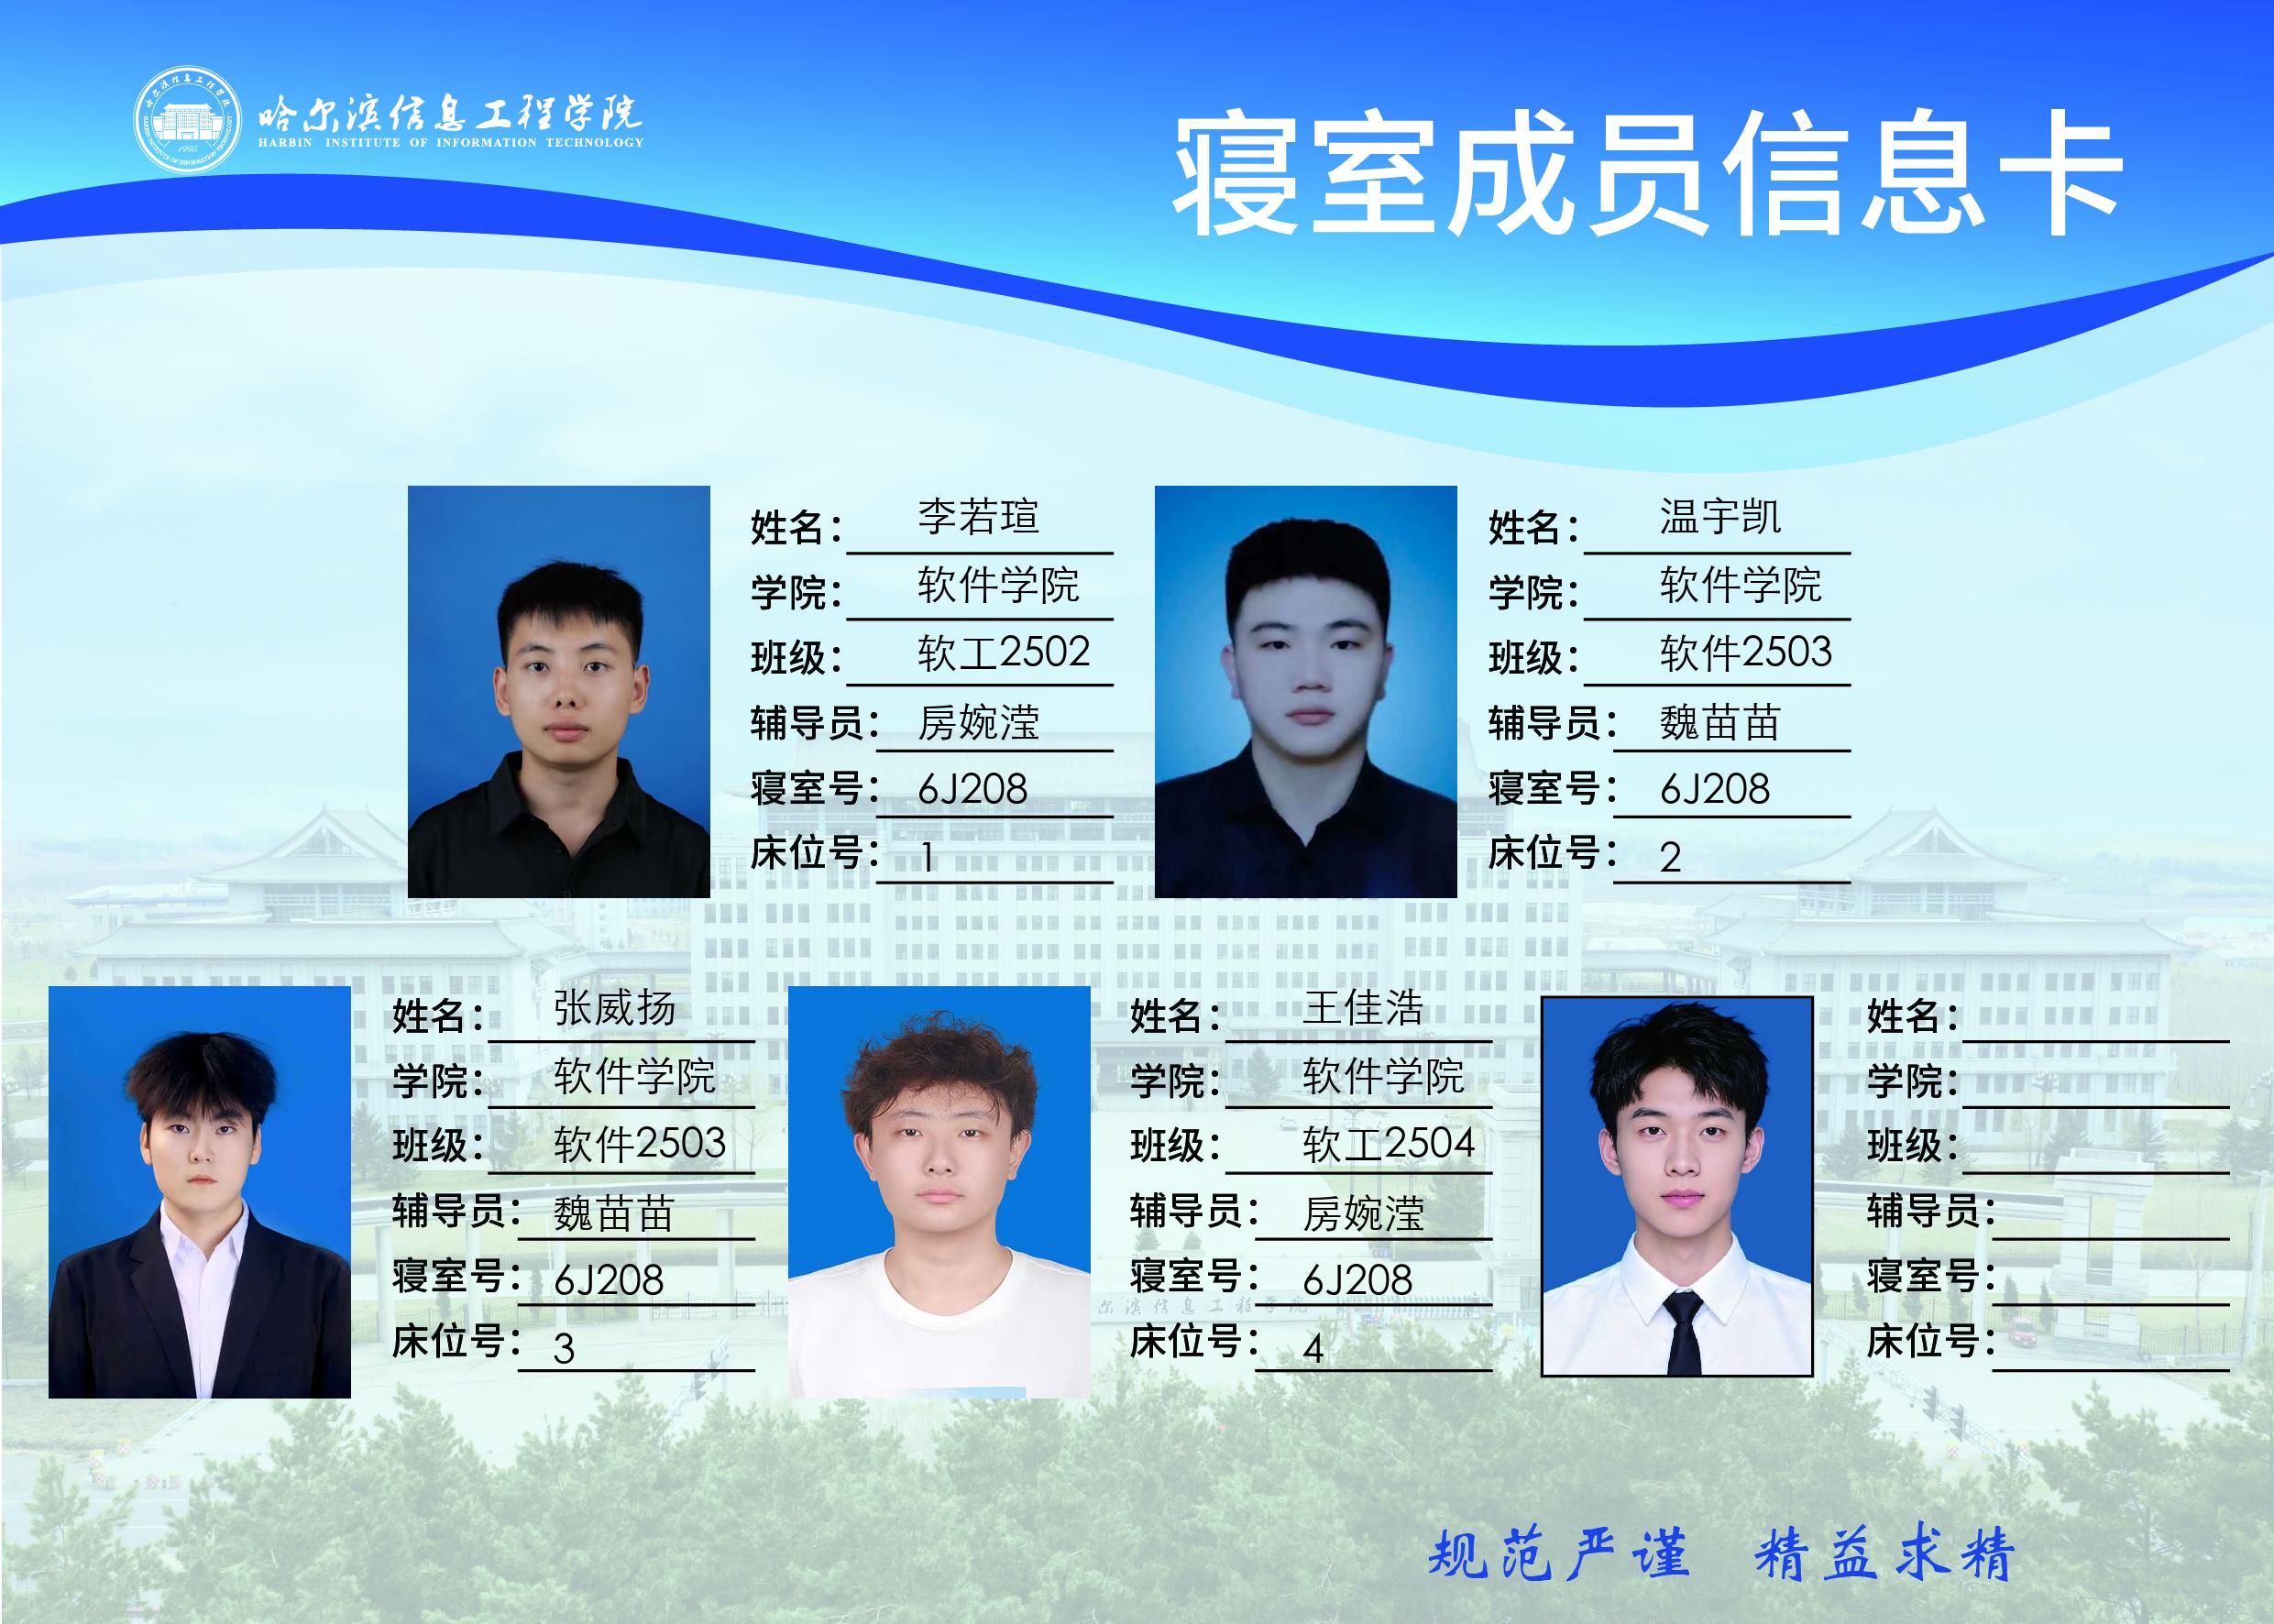 哈尔滨信息工程学院
HARBIN INSTITUTE OF INFORMATION TECHNOLOGY
1995
寝室成员信息卡
姓名: 李若瑄
学院: 软件学院
班级: 软工2502
辅导员: 房婉滢
寝室号: 6J208
床位号: 1
姓名: 温宇凯
学院: 软件学院
班级: 软件2503
辅导员: 魏苗苗
寝室号: 6J208
床位号: 2
姓名: 张威扬
学院: 软件学院
班级: 软件2503
辅导员: 魏苗苗
寝室号: 6J208
床位号: 3
姓名: 王佳浩
学院: 软件学院
班级: 软工2504
辅导员: 房婉滢
寝室号: 6J208
床位号: 4
姓名:
学院:
班级:
辅导员:
寝室号:
床位号:
尔滨信息工程学院
规范严谨 精益求精